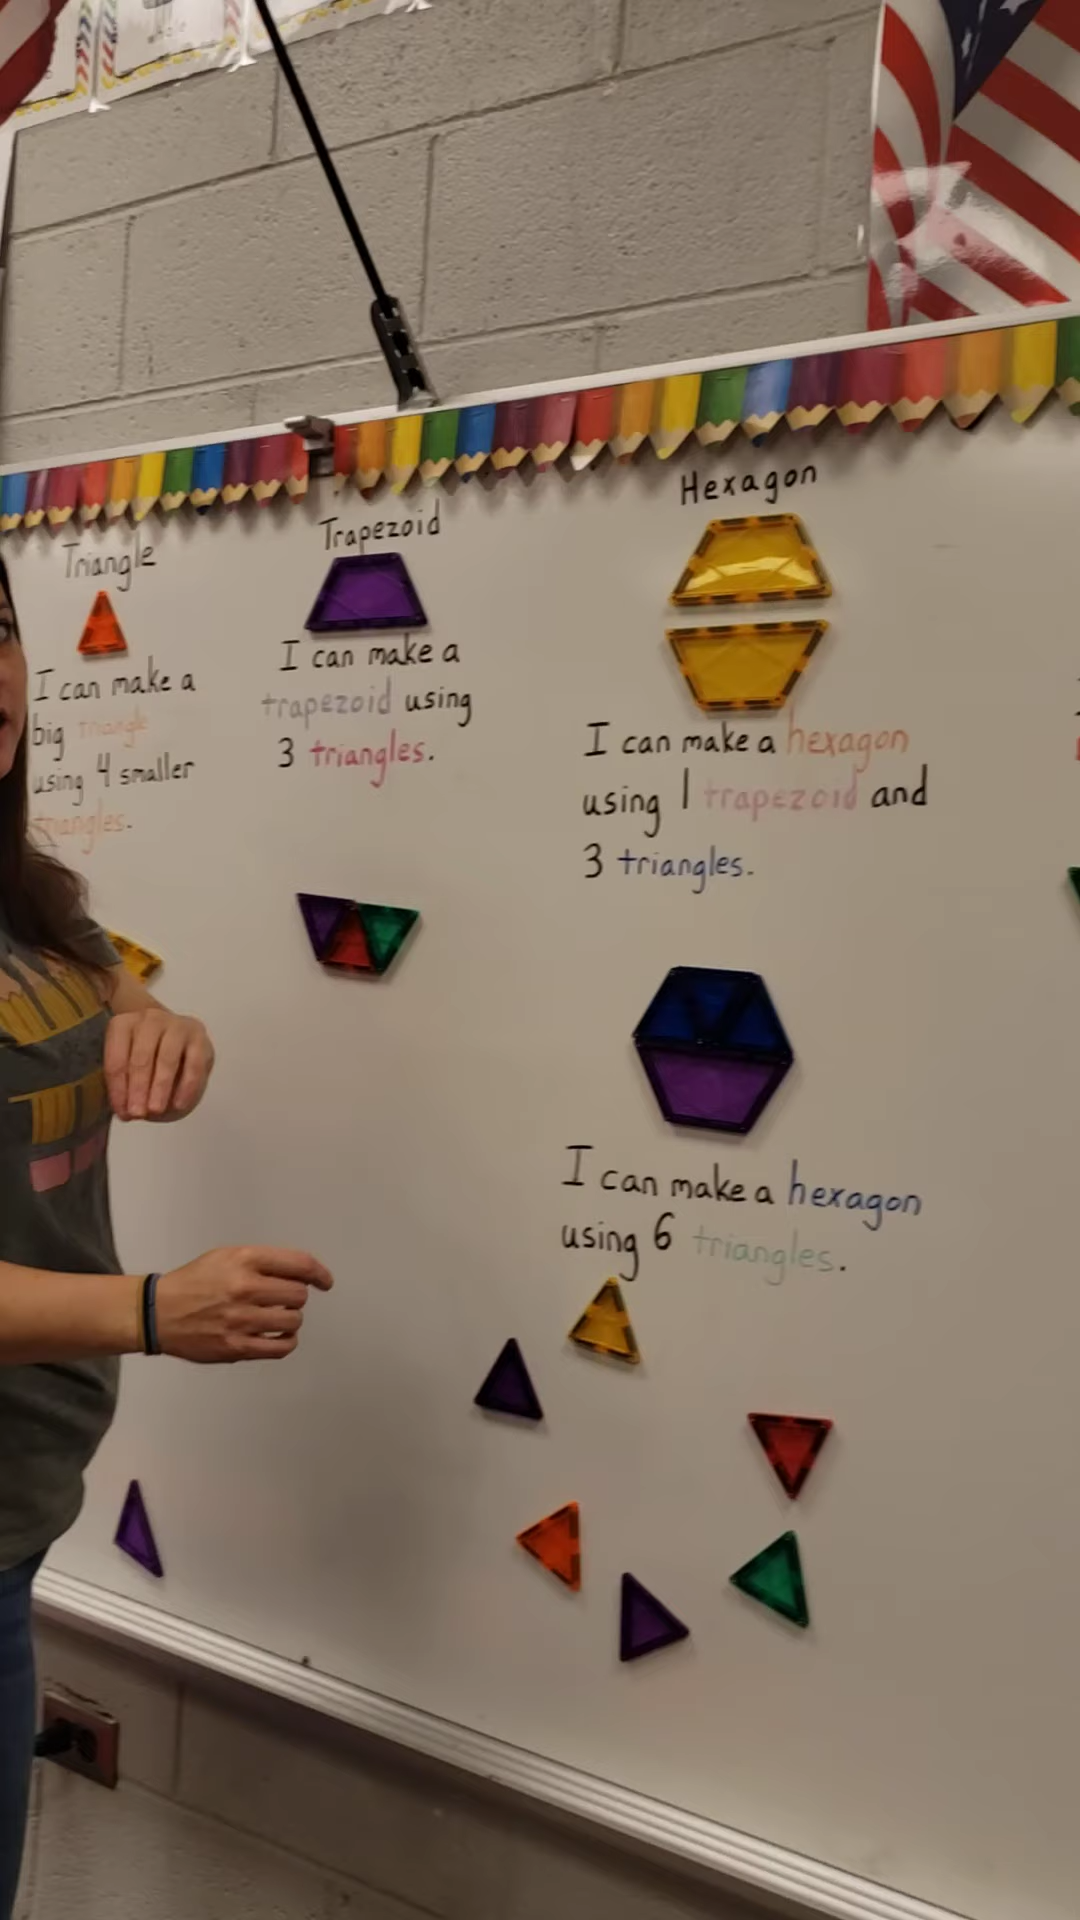 Triangle
I can make a
big triangle
using 4 smaller
triangles.
Trapezoid
I can make a
trapezoid using
3 triangles.
Hexagon
I can make a hexagon
using 1 trapezoid and
3 triangles.
I can make a hexagon
using 6 triangles.